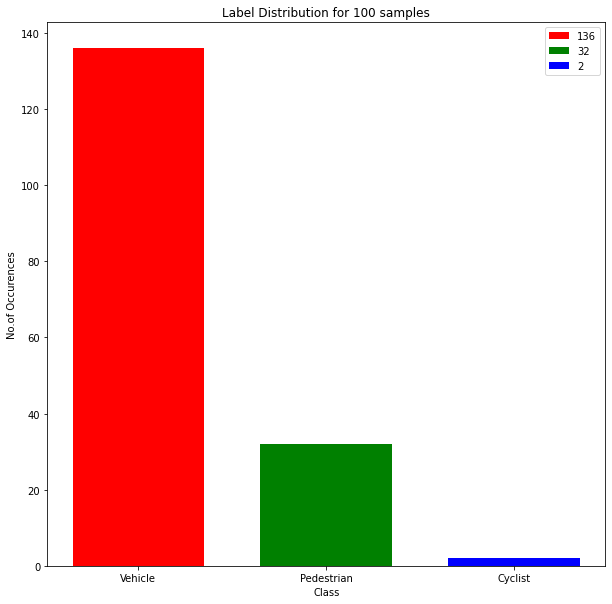 Label Distribution for 100 samples
136
32
2
140
120
100
80
60
40
20
0
No.of Occurences
Vehicle
Pedestrian
Cyclist
Class